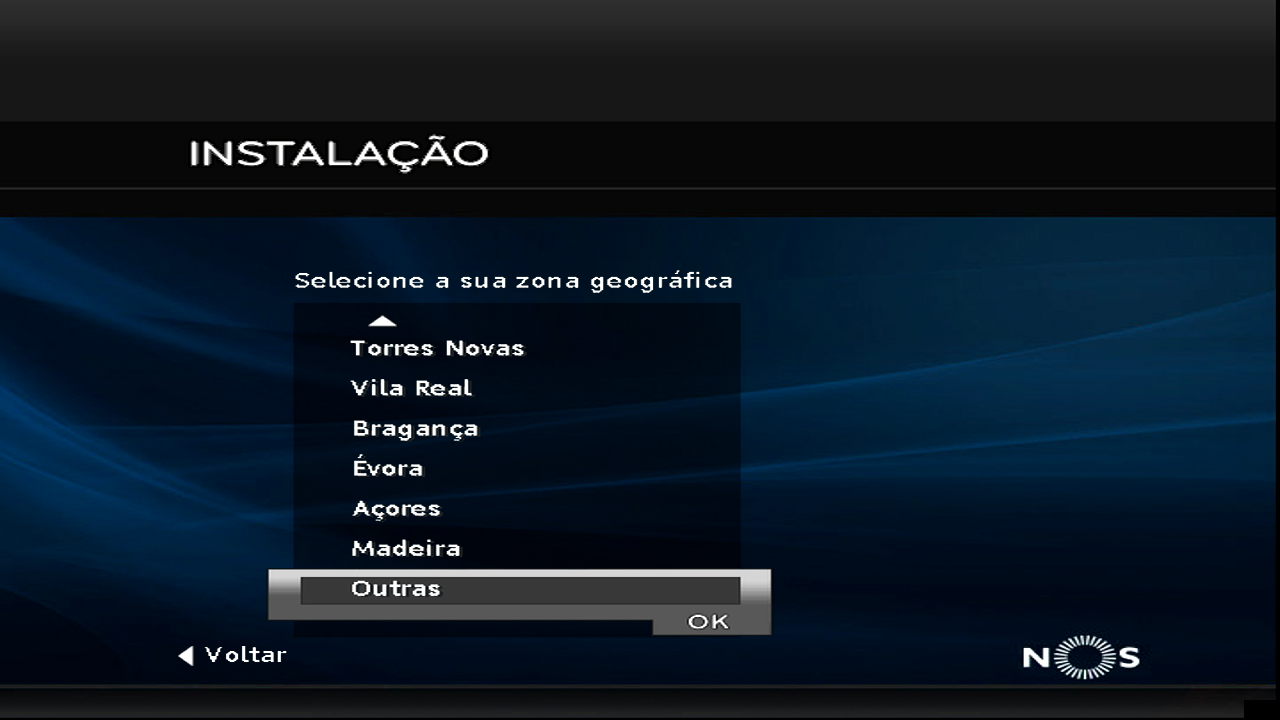 INSTALAÇÃO
Selecione a sua zona geográfica
Torres Novas
Vila Real
Bragança
Évora
Açores
Madeira
Outras
OK
Voltar
NOS